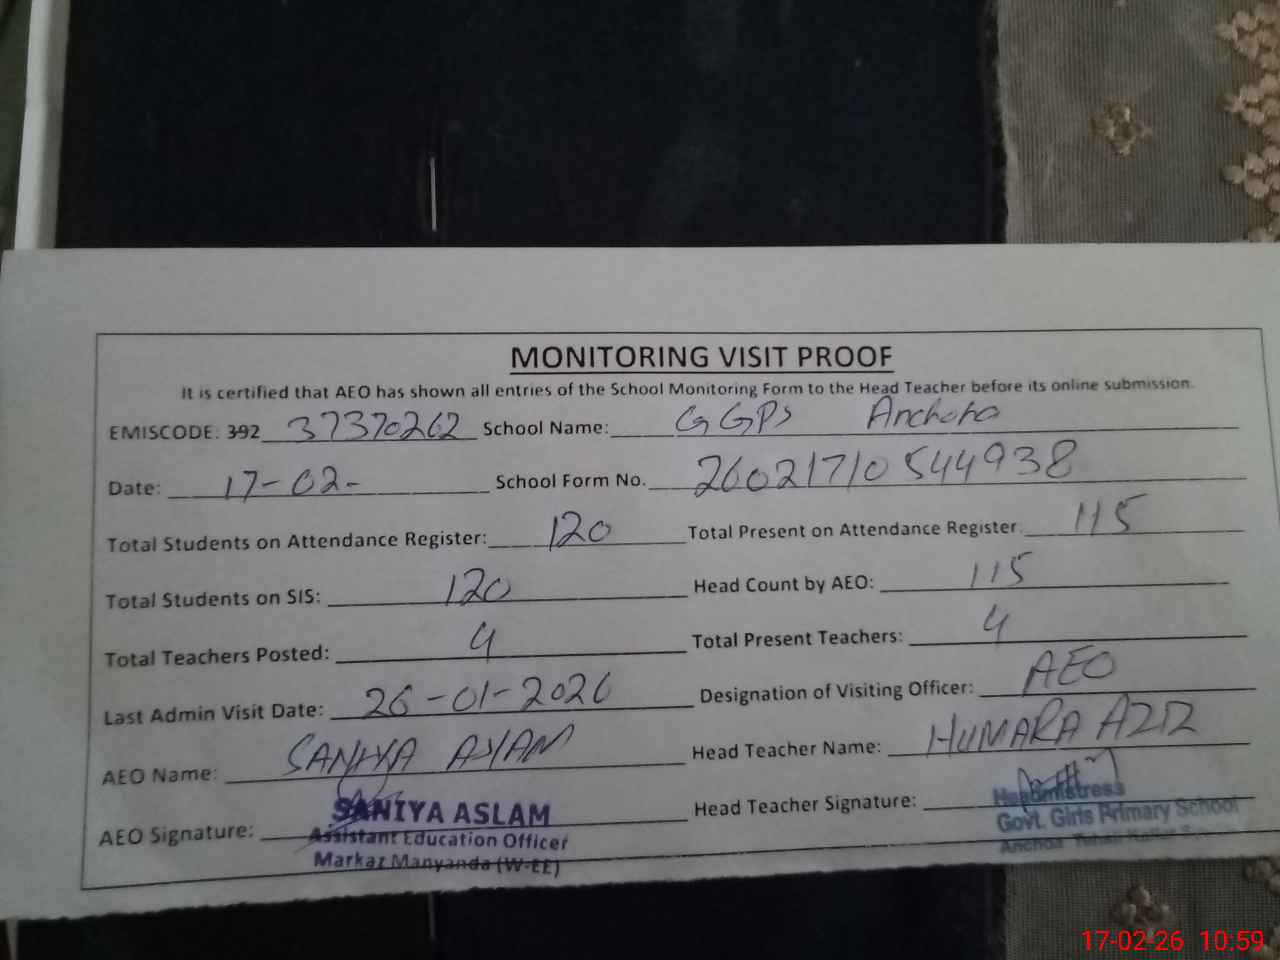 MONITORING VISIT PROOF
It is certified that AEO has shown all entries of the School Monitoring Form to the Head Teacher before its online submission.
EMISCODE: 392 37370262 School Name: GGPS Anchoha
Date: 17-02- School Form No. 26021710544938
Total Students on Attendance Register: 120 Total Present on Attendance Register: 115
Total Students on SIS: 120 Head Count by AEO: 115
Total Teachers Posted: 4 Total Present Teachers: 4
Last Admin Visit Date: 26-01-2026 Designation of Visiting Officer: AEO
AEO Name: SANIYA ASLAM Head Teacher Name: HUMARA AZIZ
AEO Signature: SANIYA ASLAM Head Teacher Signature: Headmistress
Assistant Education Officer Govt. Girls Primary School
Markaz Manyanda (W-EE) Anchoa Tehsil
17-02-26 10:59